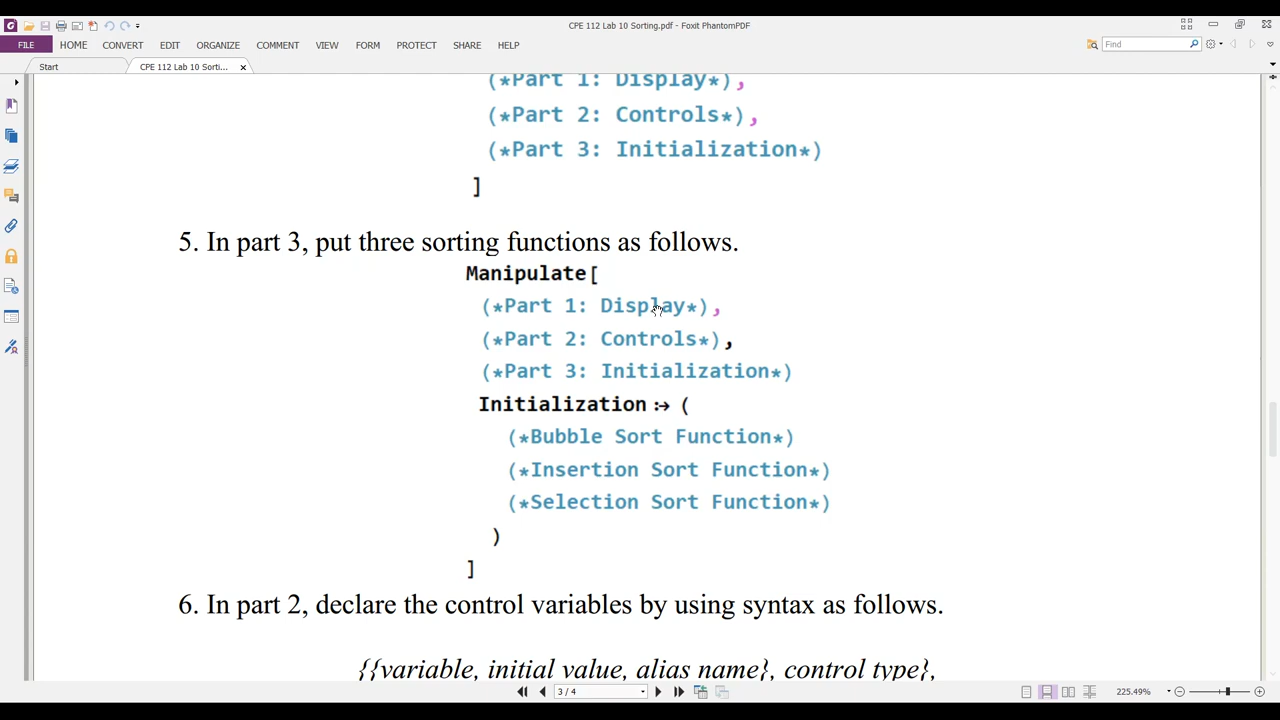 CPE 112 Lab 10 Sorting.pdf - Foxit PhantomPDF
FILE HOME CONVERT EDIT ORGANIZE COMMENT VIEW FORM PROTECT SHARE HELP
Find
Start
CPE 112 Lab 10 Sorti...
(*Part 1: Display*),
(*Part 2: Controls*),
(*Part 3: Initialization*)
]
5. In part 3, put three sorting functions as follows.
Manipulate[
(*Part 1: Display*),
(*Part 2: Controls*),
(*Part 3: Initialization*)
Initialization :→ (
(*Bubble Sort Function*)
(*Insertion Sort Function*)
(*Selection Sort Function*)
)
]
6. In part 2, declare the control variables by using syntax as follows.
{{variable, initial value, alias name}, control type},
3 / 4
225.49%